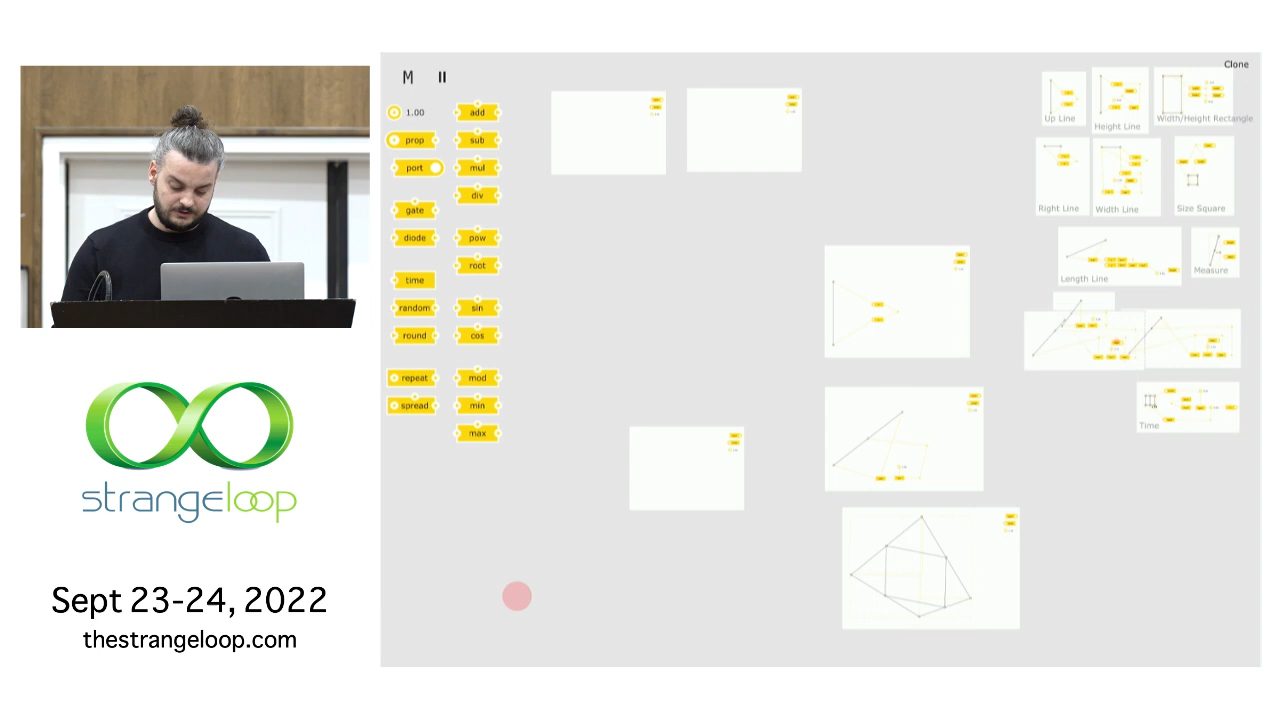 strangeloop
Sept 23-24, 2022
thestrangeloop.com
M
1.00
prop
port
gate
diode
time
random
round
repeat
spread
add
sub
mul
div
pow
root
sin
cos
mod
min
max
Clone
Up Line
Height Line
Width/Height Rectangle
Right Line
Width Line
Size Square
Length Line
Measure
Time